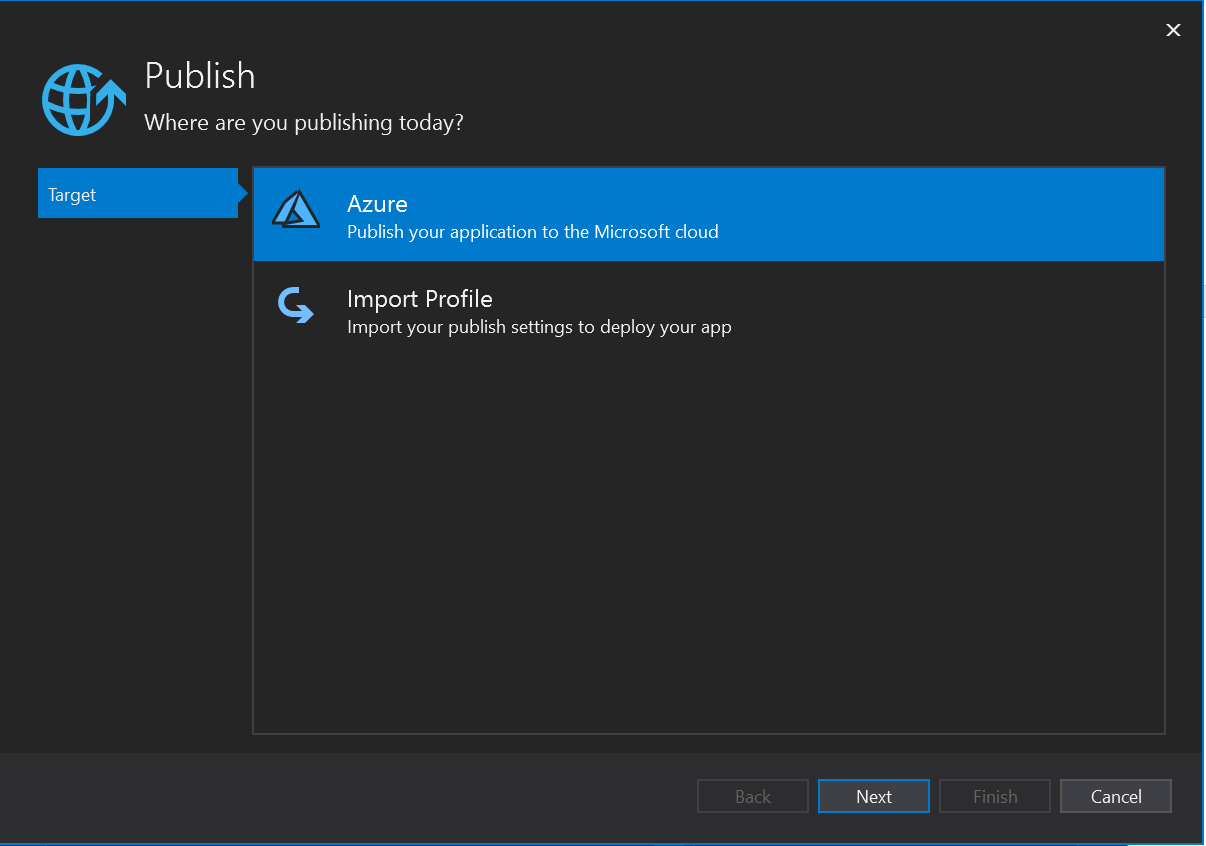 Publish
Where are you publishing today?
Target
Azure
Publish your application to the Microsoft cloud
Import Profile
Import your publish settings to deploy your app
Back
Next
Finish
Cancel